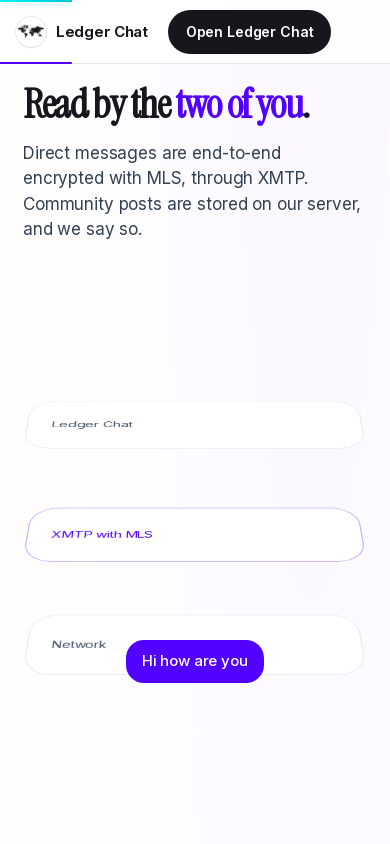 Ledger Chat
Open Ledger Chat
Read by the two of you.
Direct messages are end-to-end
encrypted with MLS, through XMTP.
Community posts are stored on our server,
and we say so.
Ledger Chat
XMTP with MLS
Network
Hi how are you